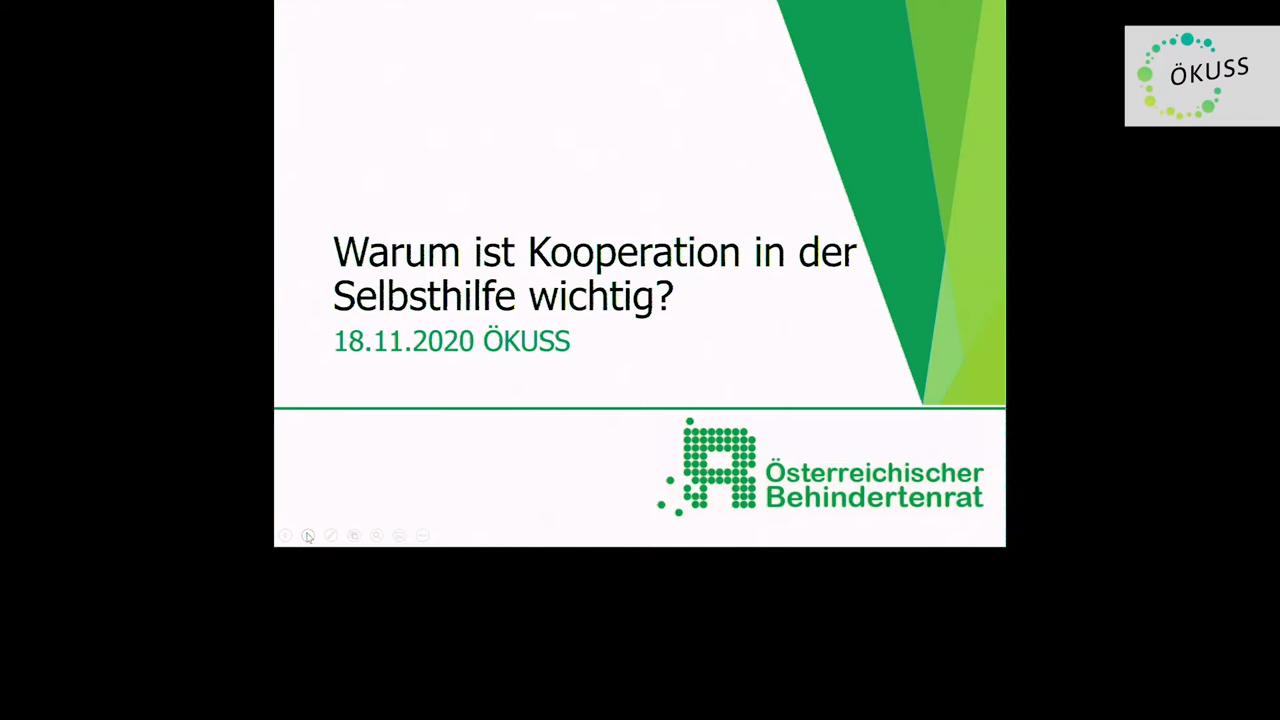 ÖKUSS
Warum ist Kooperation in der
Selbsthilfe wichtig?
18.11.2020 ÖKUSS
Österreichischer
Behindertenrat